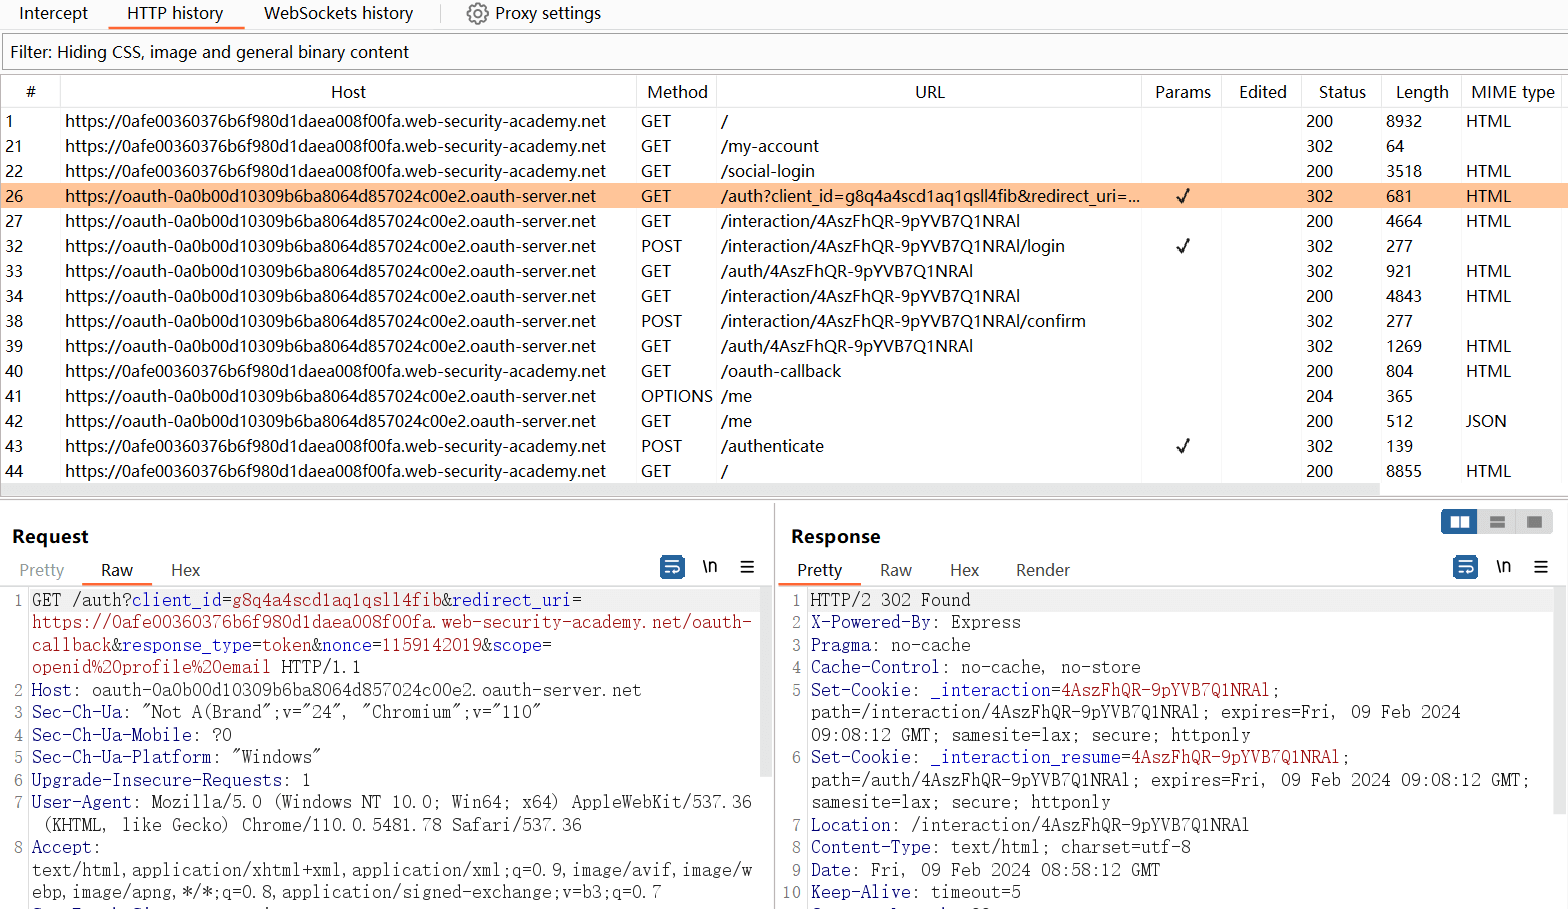 Intercept HTTP history WebSockets history Proxy settings
Filter: Hiding CSS, image and general binary content
# Host Method URL Params Edited Status Length MIME type
1 https://0afe00360376b6f980d1daea008f00fa.web-security-academy.net GET / 200 8932 HTML
21 https://0afe00360376b6f980d1daea008f00fa.web-security-academy.net GET /my-account 302 64
22 https://0afe00360376b6f980d1daea008f00fa.web-security-academy.net GET /social-login 200 3518 HTML
26 https://oauth-0a0b00d10309b6ba8064d857024c00e2.oauth-server.net GET /auth?client_id=g8q4a4scd1aq1qsll4fib&redirect_uri=... ✓ 302 681 HTML
27 https://oauth-0a0b00d10309b6ba8064d857024c00e2.oauth-server.net GET /interaction/4AszFhQR-9pYVB7Q1NRAl 200 4664 HTML
32 https://oauth-0a0b00d10309b6ba8064d857024c00e2.oauth-server.net POST /interaction/4AszFhQR-9pYVB7Q1NRAl/login ✓ 302 277
33 https://oauth-0a0b00d10309b6ba8064d857024c00e2.oauth-server.net GET /auth/4AszFhQR-9pYVB7Q1NRAl 302 921 HTML
34 https://oauth-0a0b00d10309b6ba8064d857024c00e2.oauth-server.net GET /interaction/4AszFhQR-9pYVB7Q1NRAl 200 4843 HTML
38 https://oauth-0a0b00d10309b6ba8064d857024c00e2.oauth-server.net POST /interaction/4AszFhQR-9pYVB7Q1NRAl/confirm 302 277
39 https://oauth-0a0b00d10309b6ba8064d857024c00e2.oauth-server.net GET /auth/4AszFhQR-9pYVB7Q1NRAl 302 1269 HTML
40 https://0afe00360376b6f980d1daea008f00fa.web-security-academy.net GET /oauth-callback 200 804 HTML
41 https://oauth-0a0b00d10309b6ba8064d857024c00e2.oauth-server.net OPTIONS /me 204 365
42 https://oauth-0a0b00d10309b6ba8064d857024c00e2.oauth-server.net GET /me 200 512 JSON
43 https://0afe00360376b6f980d1daea008f00fa.web-security-academy.net POST /authenticate ✓ 302 139
44 https://0afe00360376b6f980d1daea008f00fa.web-security-academy.net GET / 200 8855 HTML
Request
Pretty Raw Hex \n
1 GET /auth?client_id=g8q4a4scd1aq1qsll4fib&redirect_uri=
https://0afe00360376b6f980d1daea008f00fa.web-security-academy.net/oauth-
callback&response_type=token&nonce=1159142019&scope=
openid%20profile%20email HTTP/1.1
2 Host: oauth-0a0b00d10309b6ba8064d857024c00e2.oauth-server.net
3 Sec-Ch-Ua: "Not A(Brand";v="24", "Chromium";v="110"
4 Sec-Ch-Ua-Mobile: ?0
5 Sec-Ch-Ua-Platform: "Windows"
6 Upgrade-Insecure-Requests: 1
7 User-Agent: Mozilla/5.0 (Windows NT 10.0; Win64; x64) AppleWebKit/537.36
(KHTML, like Gecko) Chrome/110.0.5481.78 Safari/537.36
8 Accept:
text/html,application/xhtml+xml,application/xml;q=0.9,image/avif,image/w
ebp,image/apng,*/*;q=0.8,application/signed-exchange;v=b3;q=0.7
Response
Pretty Raw Hex Render \n
1 HTTP/2 302 Found
2 X-Powered-By: Express
3 Pragma: no-cache
4 Cache-Control: no-cache, no-store
5 Set-Cookie: _interaction=4AszFhQR-9pYVB7Q1NRAl;
path=/interaction/4AszFhQR-9pYVB7Q1NRAl; expires=Fri, 09 Feb 2024
09:08:12 GMT; samesite=lax; secure; httponly
6 Set-Cookie: _interaction_resume=4AszFhQR-9pYVB7Q1NRAl;
path=/auth/4AszFhQR-9pYVB7Q1NRAl; expires=Fri, 09 Feb 2024 09:08:12 GMT;
samesite=lax; secure; httponly
7 Location: /interaction/4AszFhQR-9pYVB7Q1NRAl
8 Content-Type: text/html; charset=utf-8
9 Date: Fri, 09 Feb 2024 08:58:12 GMT
10 Keep-Alive: timeout=5